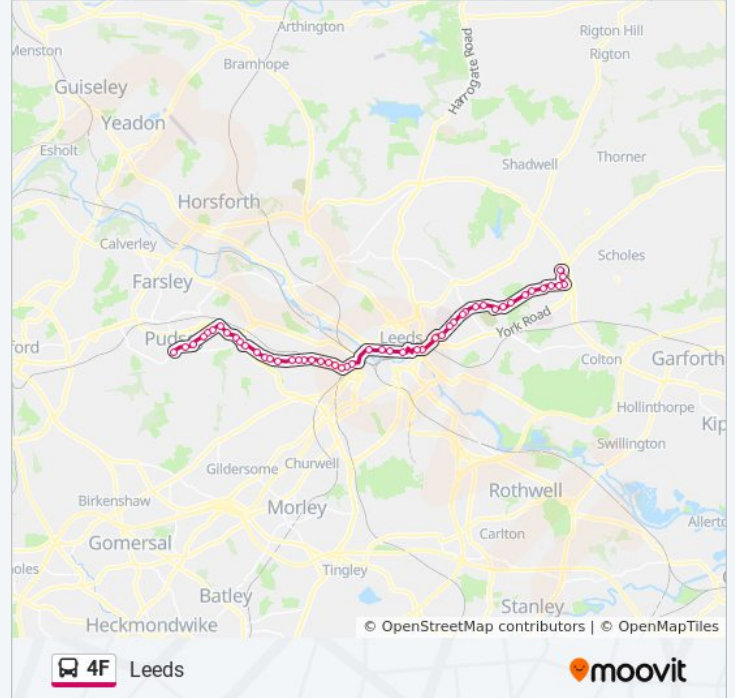 Arthington
Rigton Hill
Menston
Rigton
Bramhope
Harrogate Road
Guiseley
Yeadon
Esholt
Shadwell
Thorner
Horsforth
Calverley
Scholes
Farsley
York Road
Leeds
Puds
ford
Colton
Garforth
Hollinthorpe
Kip
Swillington
Gildersome
Churwell
Rothwell
Birkenshaw
Morley
Allerto
Carlton
Gomersal
oles
Tingley
Batley
Stanley
Heckmondwike
© OpenStreetMap contributors | © OpenMapTiles
4F Leeds
moovit